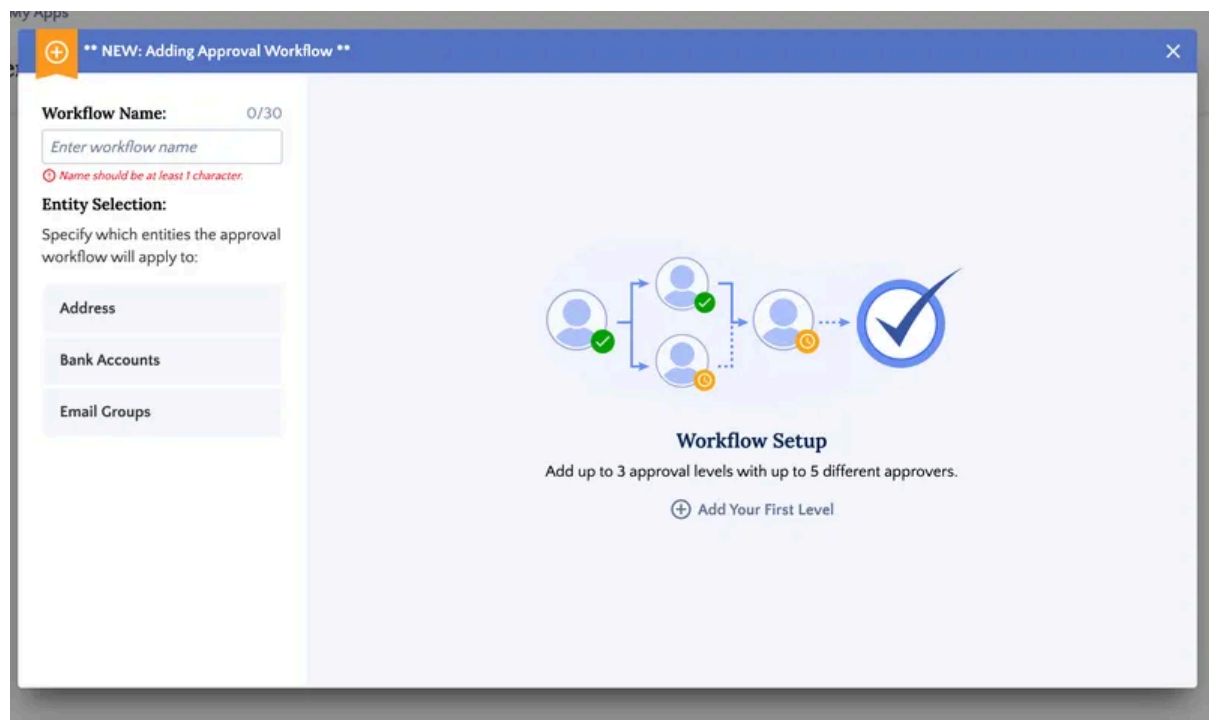 My Apps
** NEW: Adding Approval Workflow **
Workflow Name: 0/30
Enter workflow name
Name should be at least 1 character.
Entity Selection:
Specify which entities the approval
workflow will apply to:
Address
Bank Accounts
Email Groups
Workflow Setup
Add up to 3 approval levels with up to 5 different approvers.
Add Your First Level